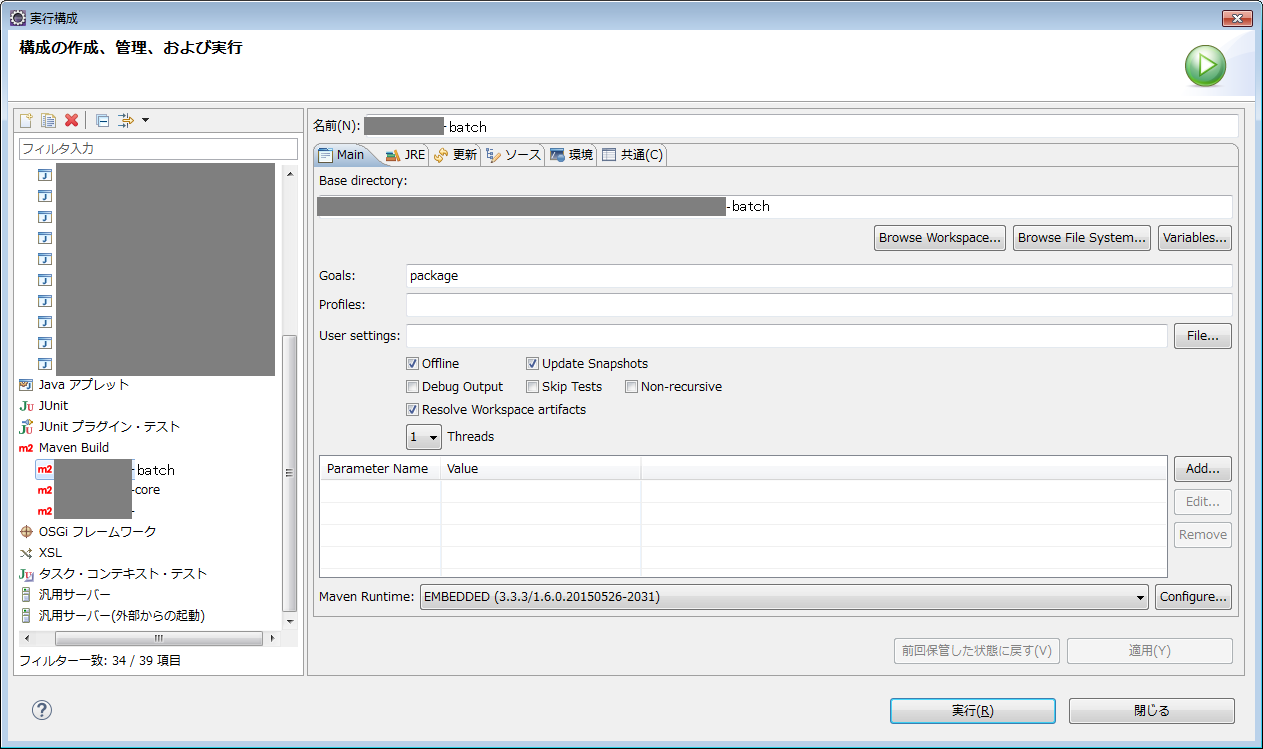 実行構成
構成の作成、管理、および実行
フィルタ入力
Java アプレット
JUnit
JUnit プラグイン・テスト
Maven Build
-batch
-core
-
OSGi フレームワーク
XSL
タスク・コンテキスト・テスト
汎用サーバー
汎用サーバー(外部からの起動)
フィルター一致: 34 / 39 項目
名前(N): -batch
Main JRE 更新 ソース 環境 共通(C)
Base directory:
-batch
Browse Workspace... Browse File System... Variables...
Goals: package
Profiles:
User settings: File...
Offline Update Snapshots
Debug Output Skip Tests Non-recursive
Resolve Workspace artifacts
1 Threads
Parameter Name Value Add...
Edit...
Remove
Maven Runtime: EMBEDDED (3.3.3/1.6.0.20150526-2031) Configure...
前回保管した状態に戻す(V) 適用(Y)
実行(R) 閉じる